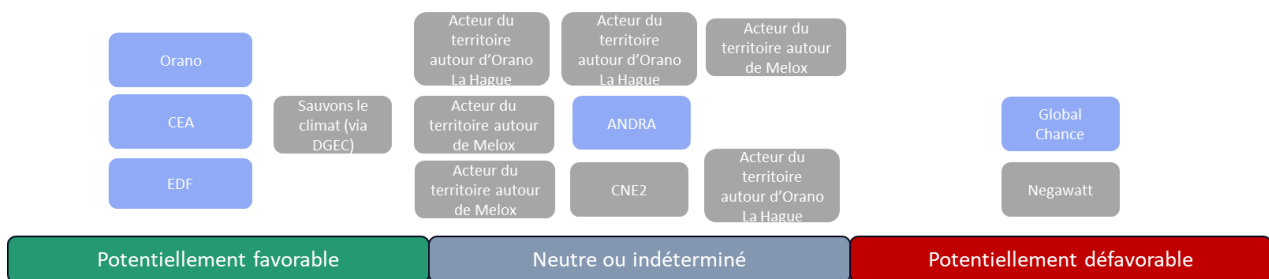 Orano
CEA
EDF
Sauvons le
climat (via
DGEC)
Acteur du
territoire
autour d’Orano
La Hague
Acteur du
territoire
autour d’Orano
La Hague
Acteur du
territoire autour
de Melox
Acteur du
territoire autour
de Melox
ANDRA
Acteur du
territoire autour
de Melox
CNE2
Acteur du
territoire
autour d’Orano
La Hague
Global
Chance
Negawatt
Potentiellement favorable
Neutre ou indéterminé
Potentiellement défavorable